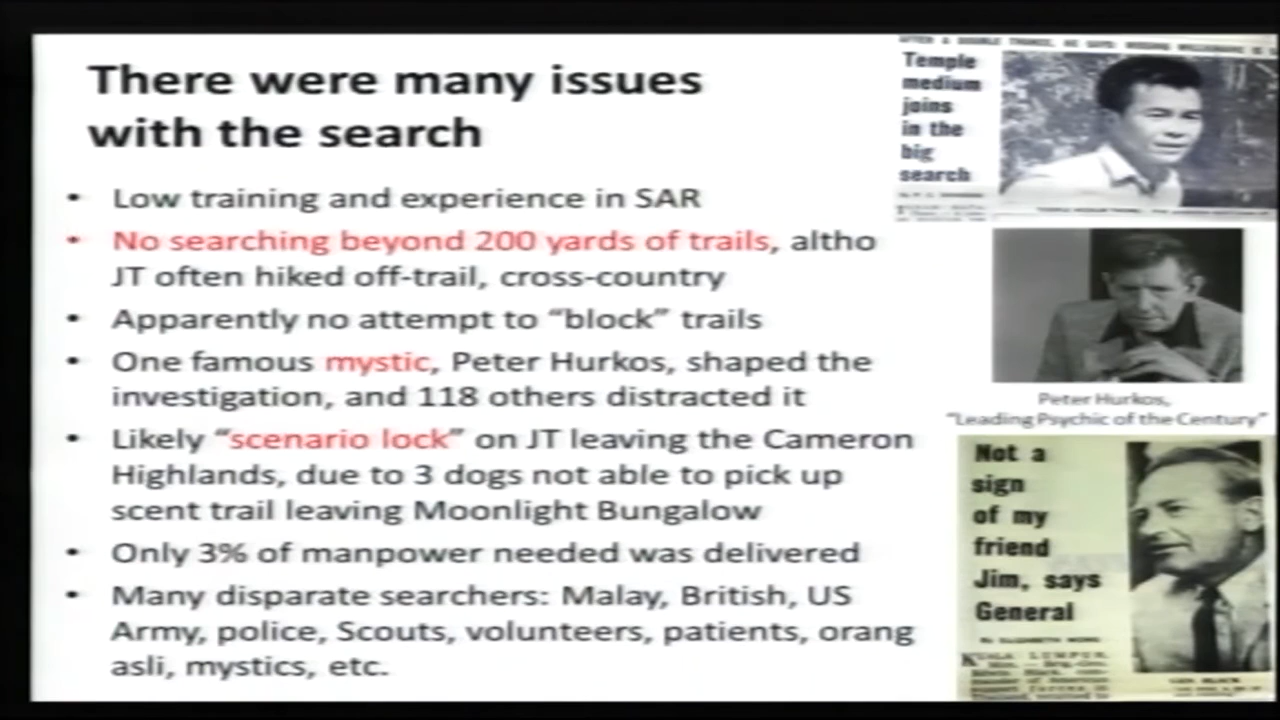 There were many issues
with the search
• Low training and experience in SAR
• No searching beyond 200 yards of trails, altho
JT often hiked off-trail, cross-country
• Apparently no attempt to “block” trails
• One famous mystic, Peter Hurkos, shaped the
investigation, and 118 others distracted it
• Likely “scenario lock” on JT leaving the Cameron
Highlands, due to 3 dogs not able to pick up
scent trail leaving Moonlight Bungalow
• Only 3% of manpower needed was delivered
• Many disparate searchers: Malay, British, US
Army, police, Scouts, volunteers, patients, orang
asli, mystics, etc.
Temple
medium
joins
in the
big
search
Peter Hurkos,
“Leading Psychic of the Century”
Not a
sign
of my
friend
Jim, says
General
KUALA LUMPUR,